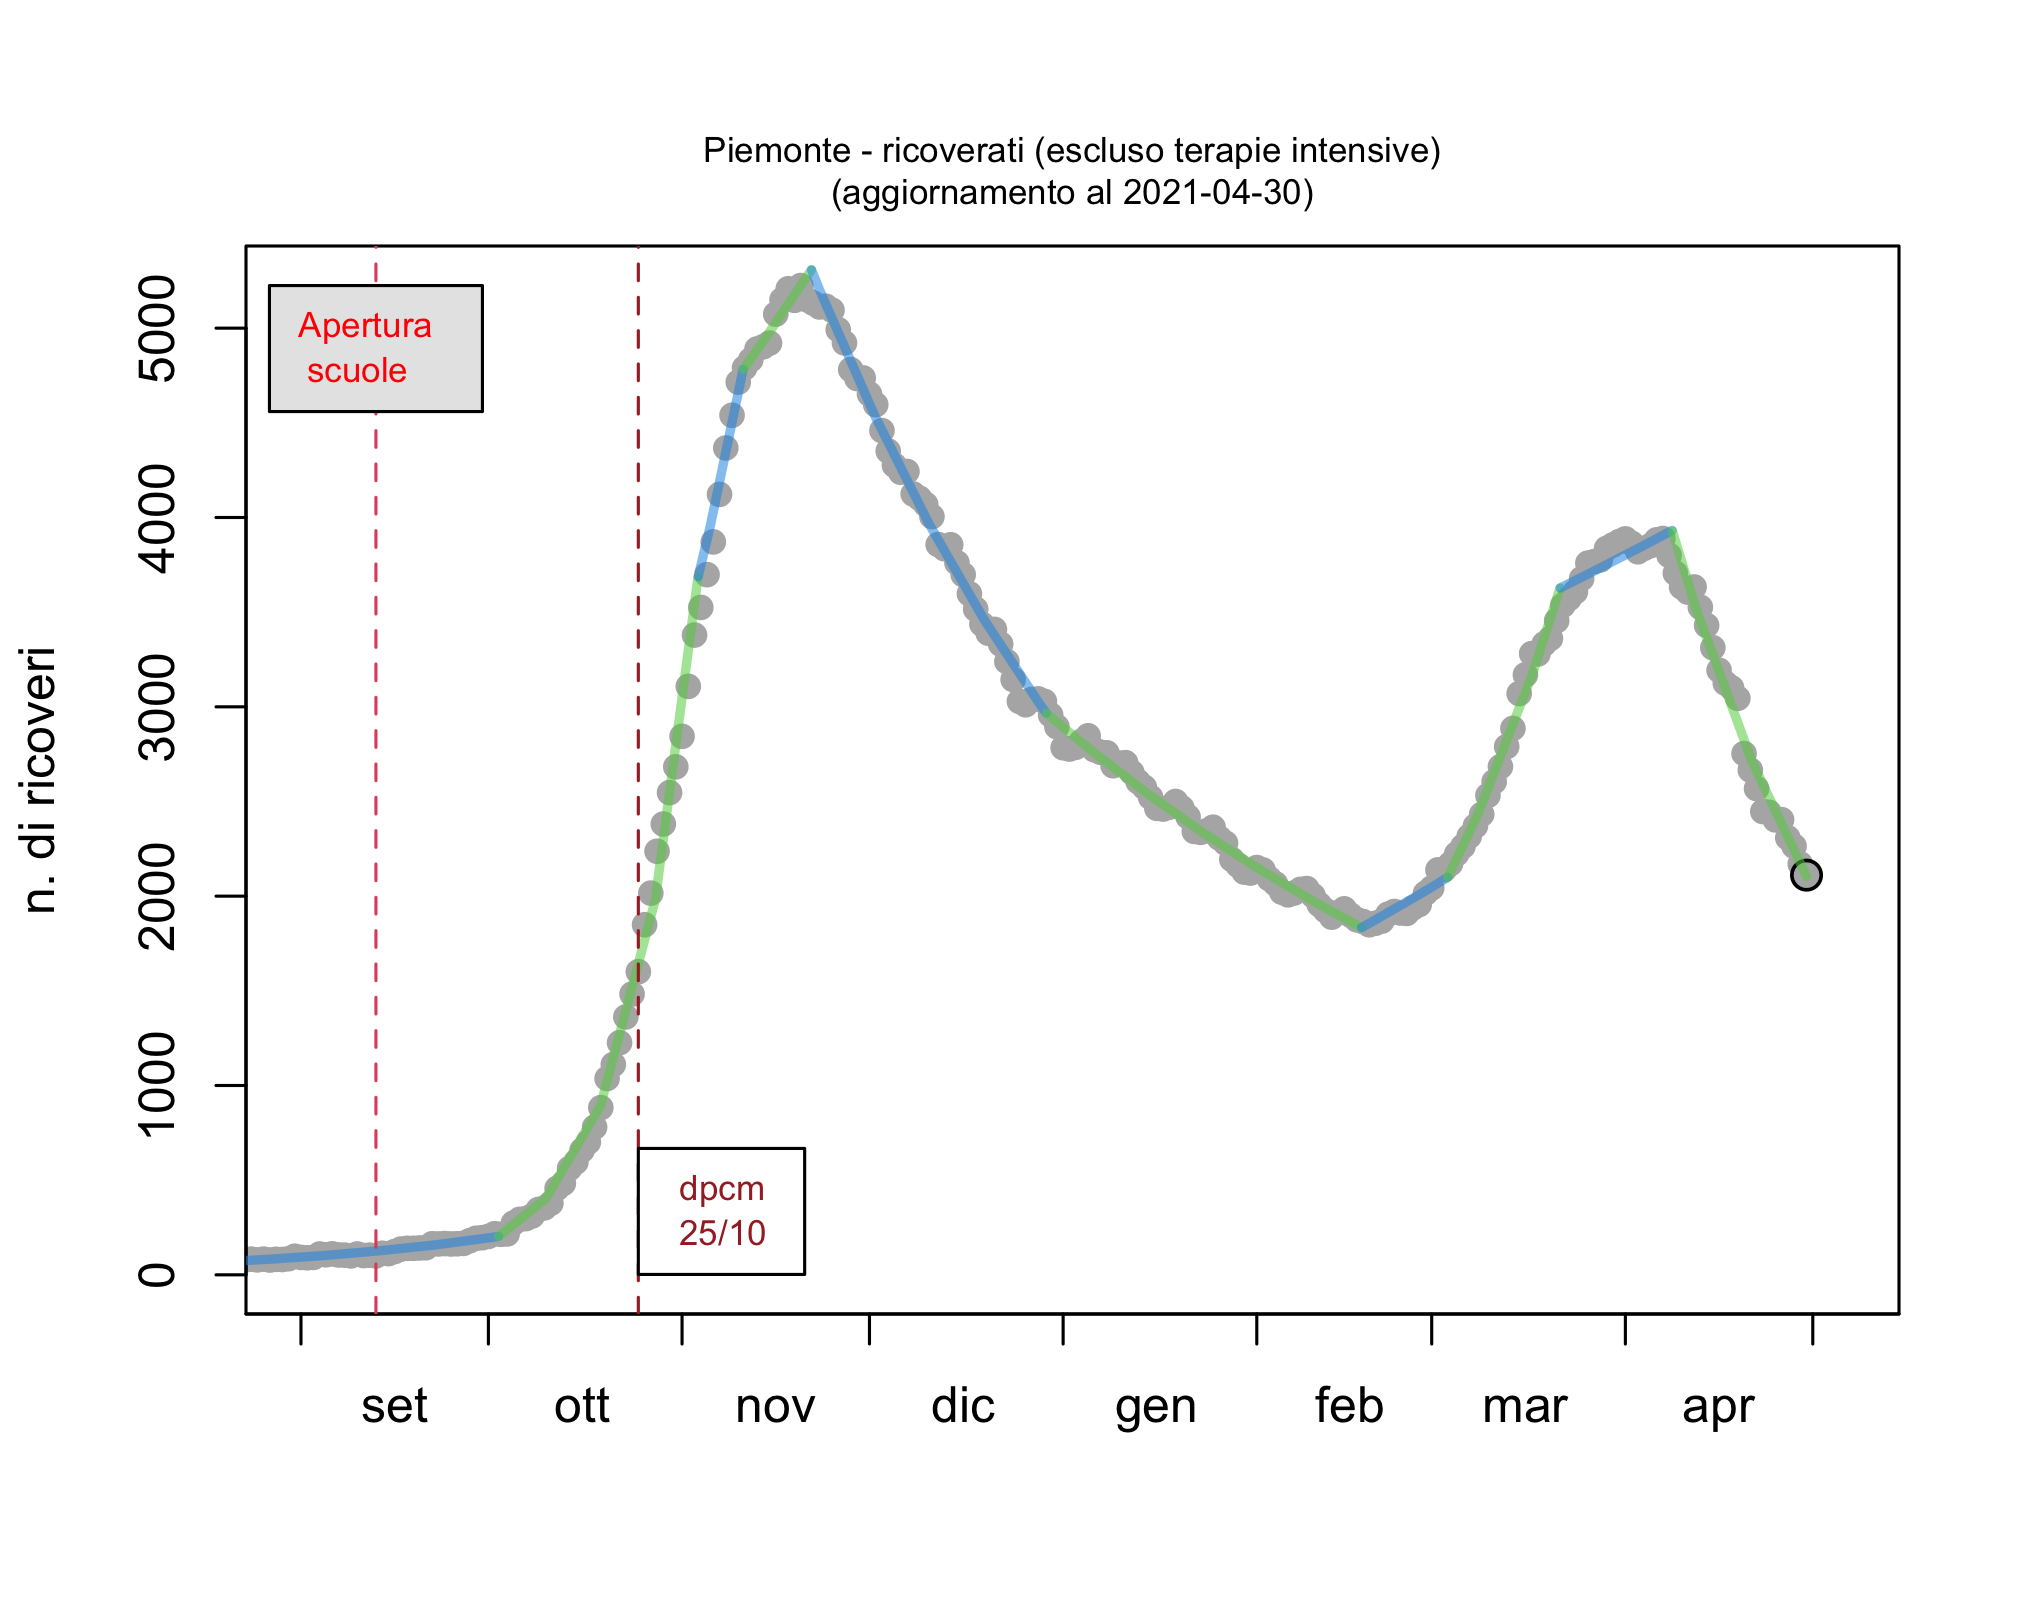 Piemonte - ricoverati (escluso terapie intensive)
(aggiornamento al 2021-04-30)
n. di ricoveri
5000
4000
3000
2000
1000
0
Apertura
scuole
dpcm
25/10
set
ott
nov
dic
gen
feb
mar
apr